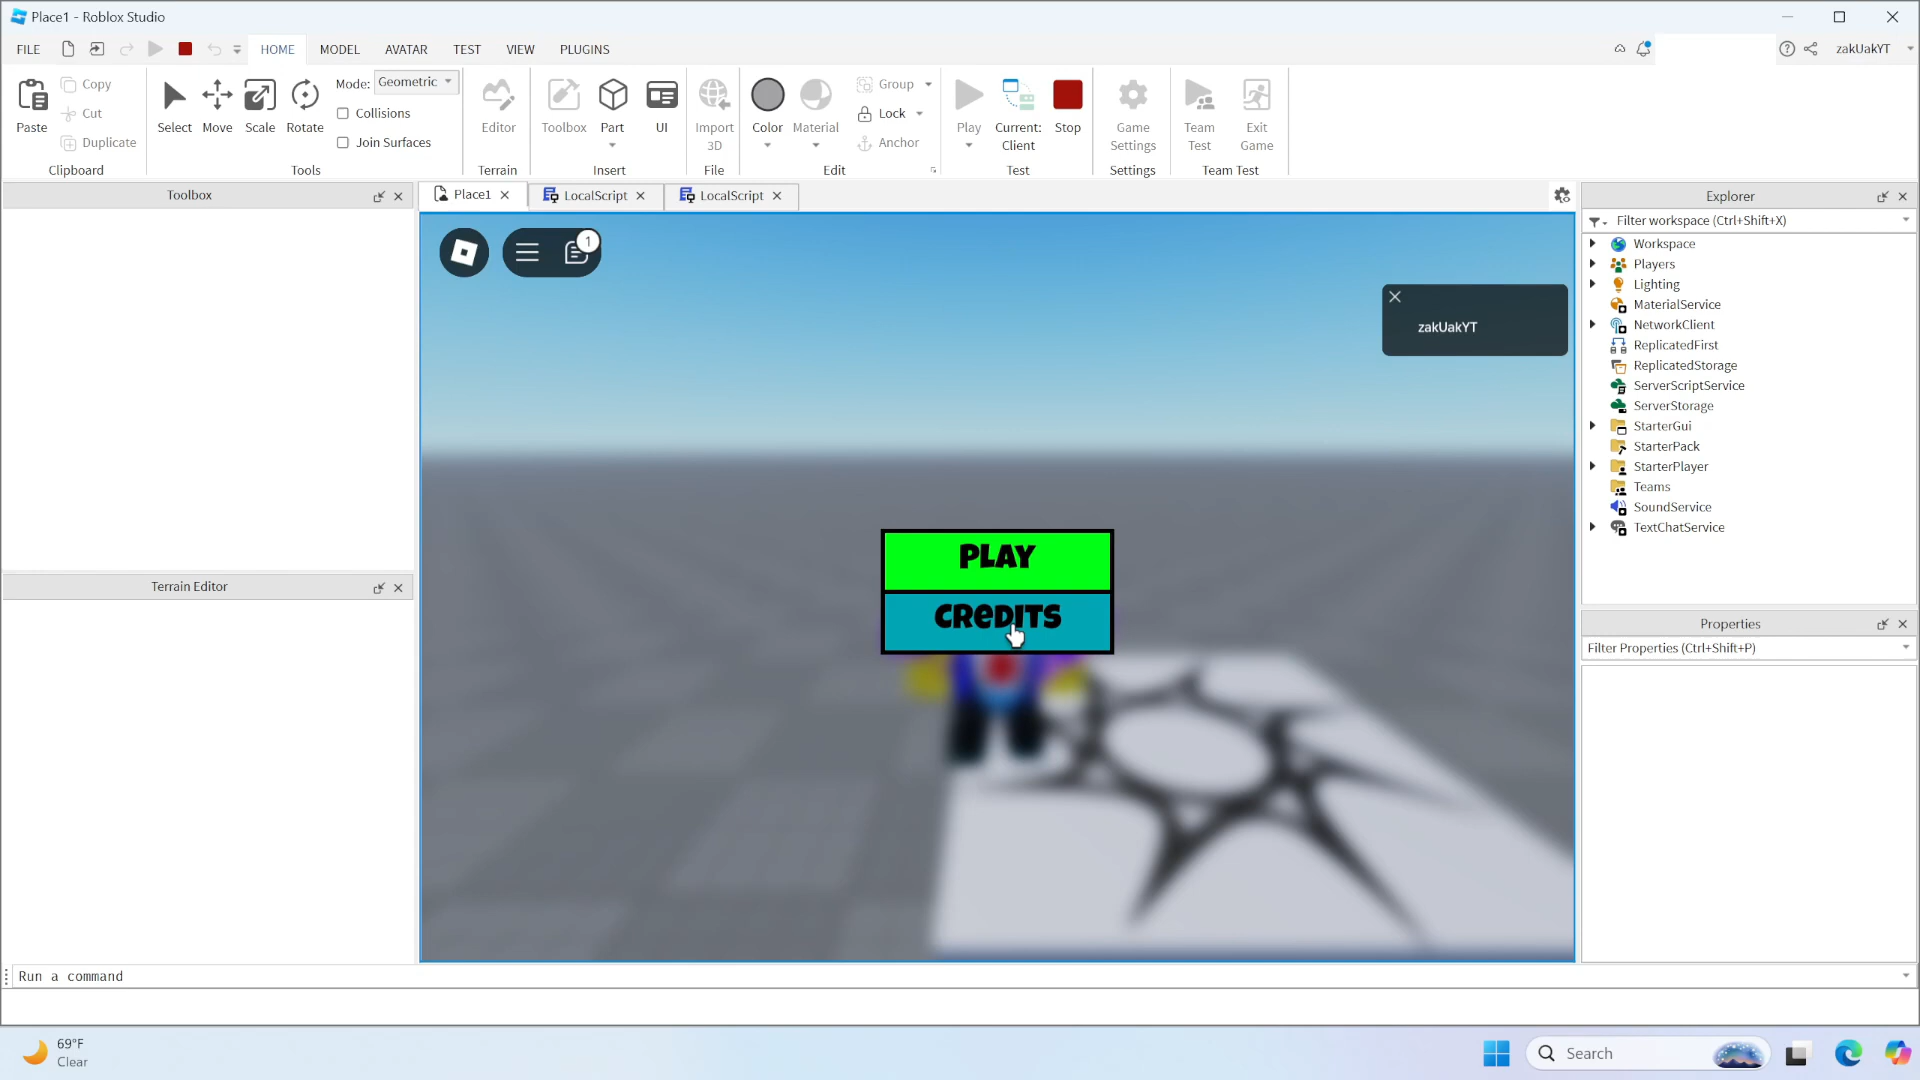 Place1 - Roblox Studio
FILE HOME MODEL AVATAR TEST VIEW PLUGINS zakUakYT
Paste Copy Cut Duplicate Clipboard
Select Move Scale Rotate Mode: Geometric Collisions Join Surfaces Tools
Editor Terrain
Toolbox Part UI Insert
Import 3D File
Color Material Group Lock Anchor Edit
Play Current: Client Stop Test
Game Settings Settings
Team Test Exit Game Team Test
Toolbox
Place1 LocalScript LocalScript
Explorer
Filter workspace (Ctrl+Shift+X)
Workspace
Players
Lighting
MaterialService
NetworkClient
ReplicatedFirst
ReplicatedStorage
ServerScriptService
ServerStorage
StarterGui
StarterPack
StarterPlayer
Teams
SoundService
TextChatService
1
zakUakYT
PLAY
CREDITS
Terrain Editor
Properties
Filter Properties (Ctrl+Shift+P)
Run a command
69°F
Clear
Search